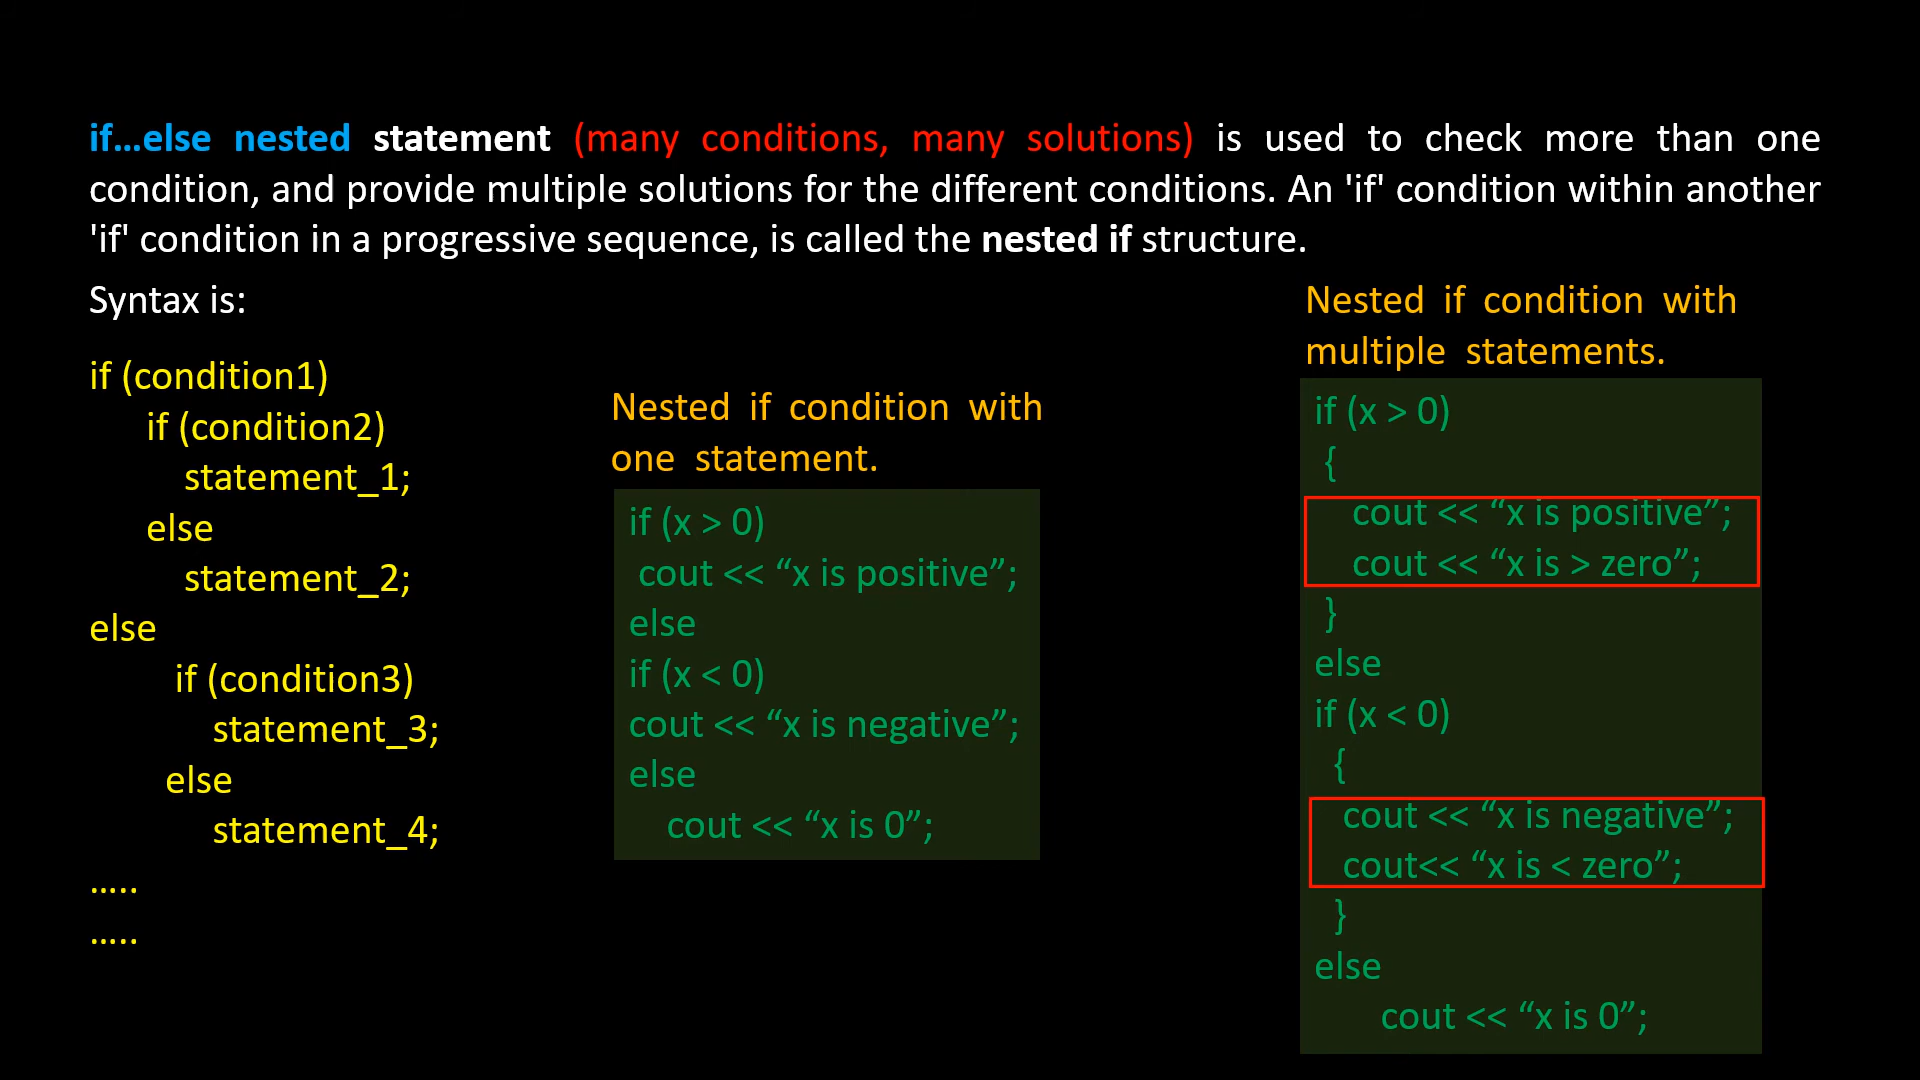 if...else nested statement (many conditions, many solutions) is used to check more than one
condition, and provide multiple solutions for the different conditions. An 'if' condition within another
'if' condition in a progressive sequence, is called the nested if structure.
Syntax is:
if (condition1)
if (condition2)
statement_1;
else
statement_2;
else
if (condition3)
statement_3;
else
statement_4;
.....
.....
Nested if condition with
one statement.
if (x > 0)
cout << “x is positive”;
else
if (x < 0)
cout << “x is negative”;
else
cout << “x is 0”;
Nested if condition with
multiple statements.
if (x > 0)
{
cout << “x is positive”;
cout << “x is > zero”;
}
else
if (x < 0)
{
cout << “x is negative”;
cout<< “x is < zero”;
}
else
cout << “x is 0”;